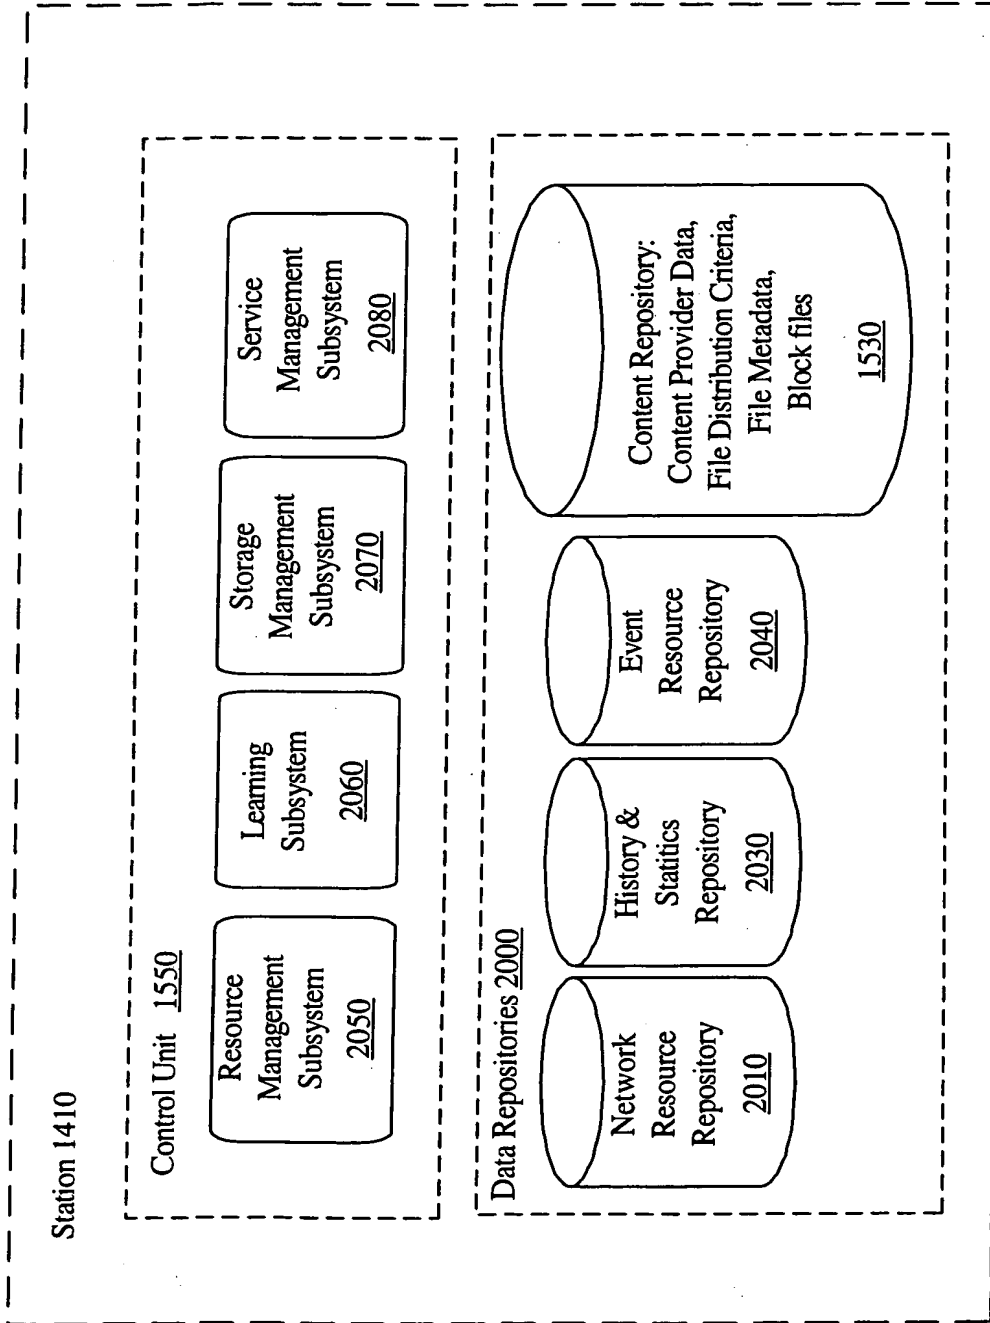 Station 1410
Control Unit 1550
Resource
Management
Subsystem
2050
Learning
Subsystem
2060
Storage
Management
Subsystem
2070
Service
Management
Subsystem
2080
Data Repositories 2000
Network
Resource
Repository
2010
History &
Statitics
Repository
2030
Event
Resource
Repository
2040
Content Repository:
Content Provider Data,
File Distribution Criteria,
File Metadata,
Block files
1530